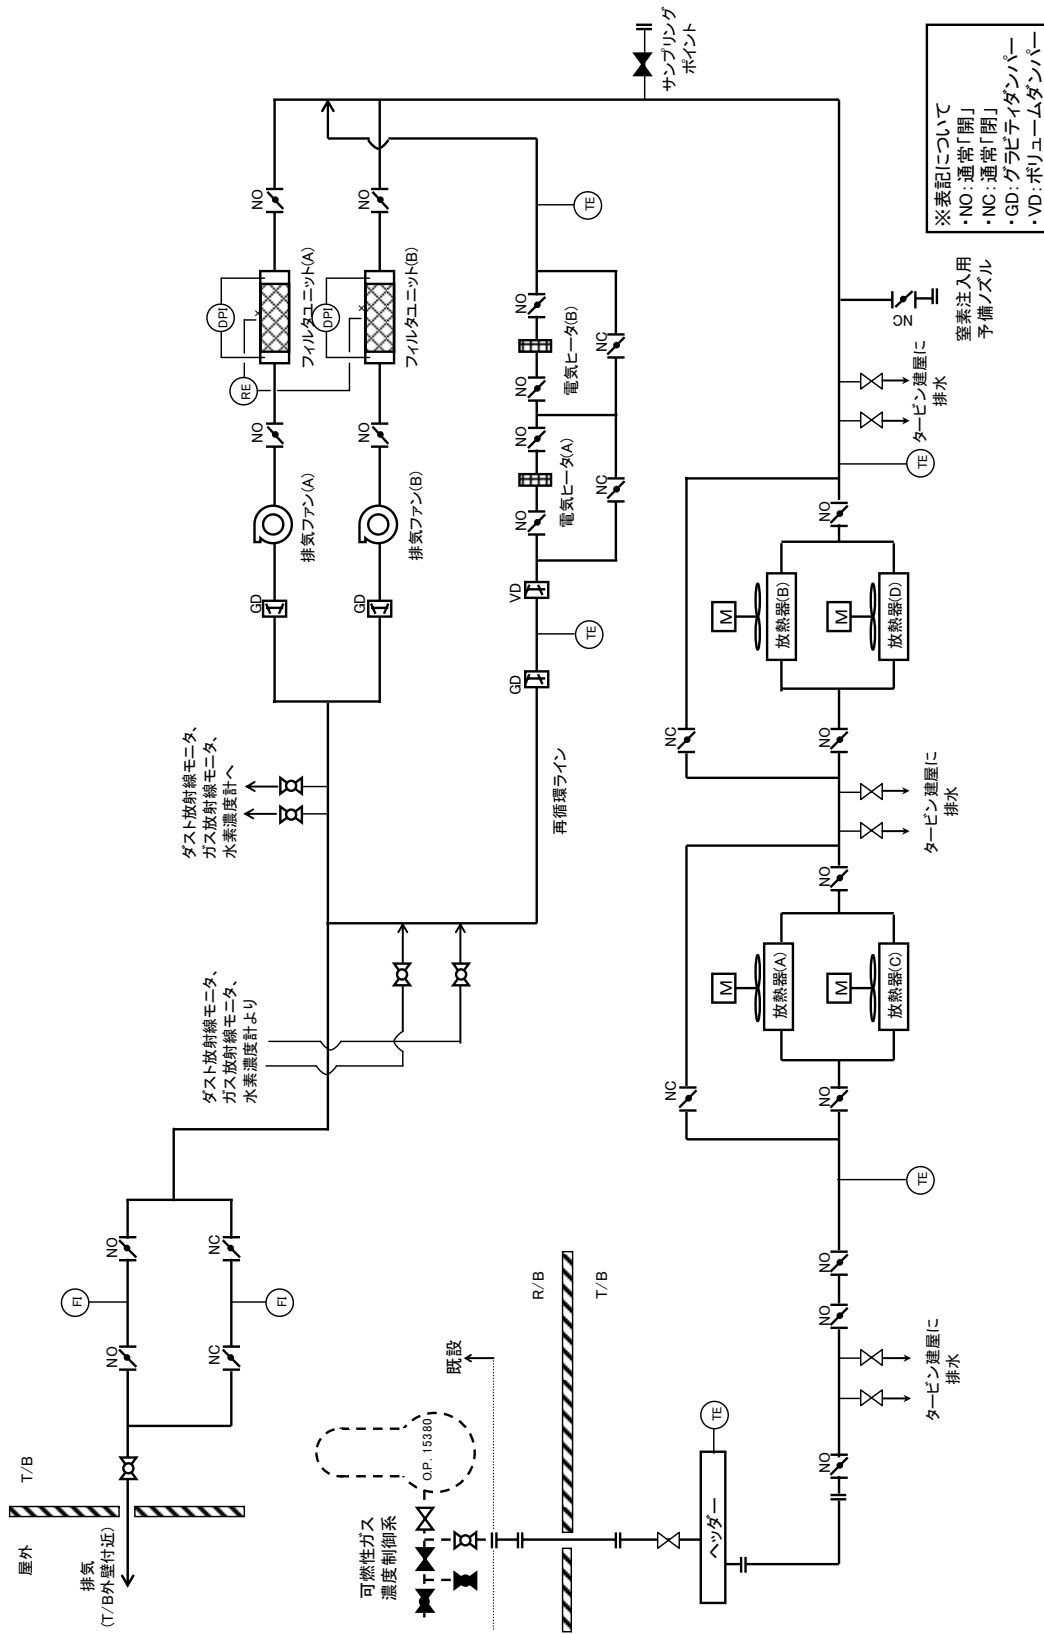 屋外
T/B
排気
(T/B外壁付近)
FI
NO
NO
NC
NC
FI
ダスト放射線モニタ、
ガス放射線モニタ、
水素濃度計より
ダスト放射線モニタ、
ガス放射線モニタ、
水素濃度計へ
GD
排気ファン(A)
NO
RE
DPI
フィルタユニット(A)
NO
GD
排気ファン(B)
NO
DPI
フィルタユニット(B)
NO
可燃性ガス
濃度制御系
O.P. 15380
既設
R/B
T/B
再循環ライン
GD
TE
VD
NO
電気ヒータ(A)
NO
NC
NO
電気ヒータ(B)
NO
NC
TE
サンプリング
ポイント
ヘッダー
TE
NC
M
放熱器(A)
M
放熱器(C)
NC
M
放熱器(B)
M
放熱器(D)
NO
NO
NO
NO
NO
NO
NO
タービン建屋に
排水
TE
タービン建屋に
排水
TE
タービン建屋に
排水
NC
窒素注入用
予備ノズル
※表記について
・NO:通常「開」
・NC:通常「閉」
・GD:グラビティダンパー
・VD:ボリュームダンパー